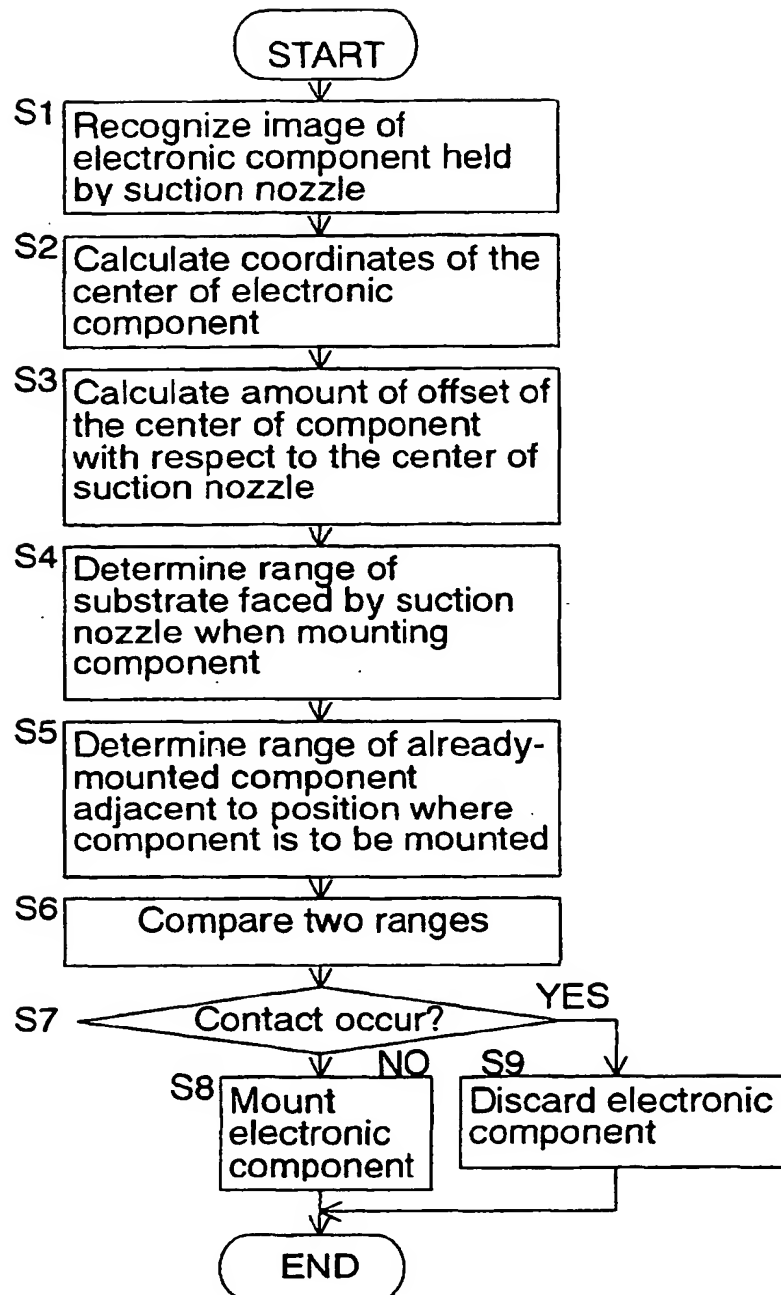 START
S1
Recognize image of
electronic component held
by suction nozzle
S2
Calculate coordinates of the
center of electronic
component
S3
Calculate amount of offset of
the center of component
with respect to the center of
suction nozzle
S4
Determine range of
substrate faced by suction
nozzle when mounting
component
S5
Determine range of already-
mounted component
adjacent to position where
component is to be mounted
S6
Compare two ranges
S7
Contact occur?
YES
NO
S8
Mount
electronic
component
S9
Discard electronic
component
END